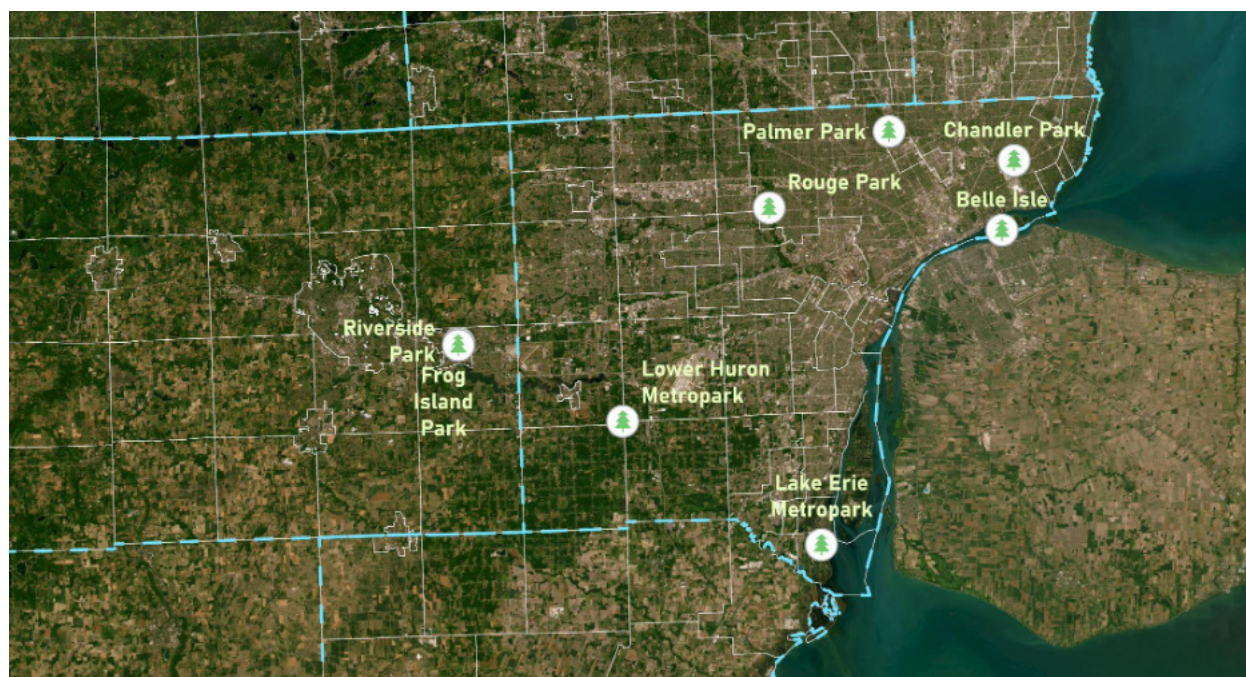 Palmer Park
Chandler Park
Rouge Park
Belle Isle
Riverside
Park
Frog
Island
Park
Lower Huron
Metropark
Lake Erie
Metropark